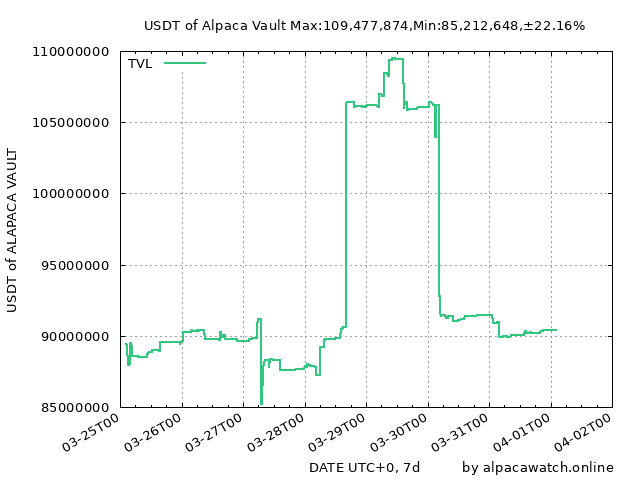 USDT of Alpaca Vault Max:109,477,874,Min:85,212,648,±22.16%
TVL
USDT of ALAPACA VAULT
110000000
105000000
100000000
95000000
90000000
85000000
03-25T00
03-26T00
03-27T00
03-28T00
03-29T00
03-30T00
03-31T00
04-01T00
04-02T00
DATE UTC+0, 7d
by alpacawatch.online